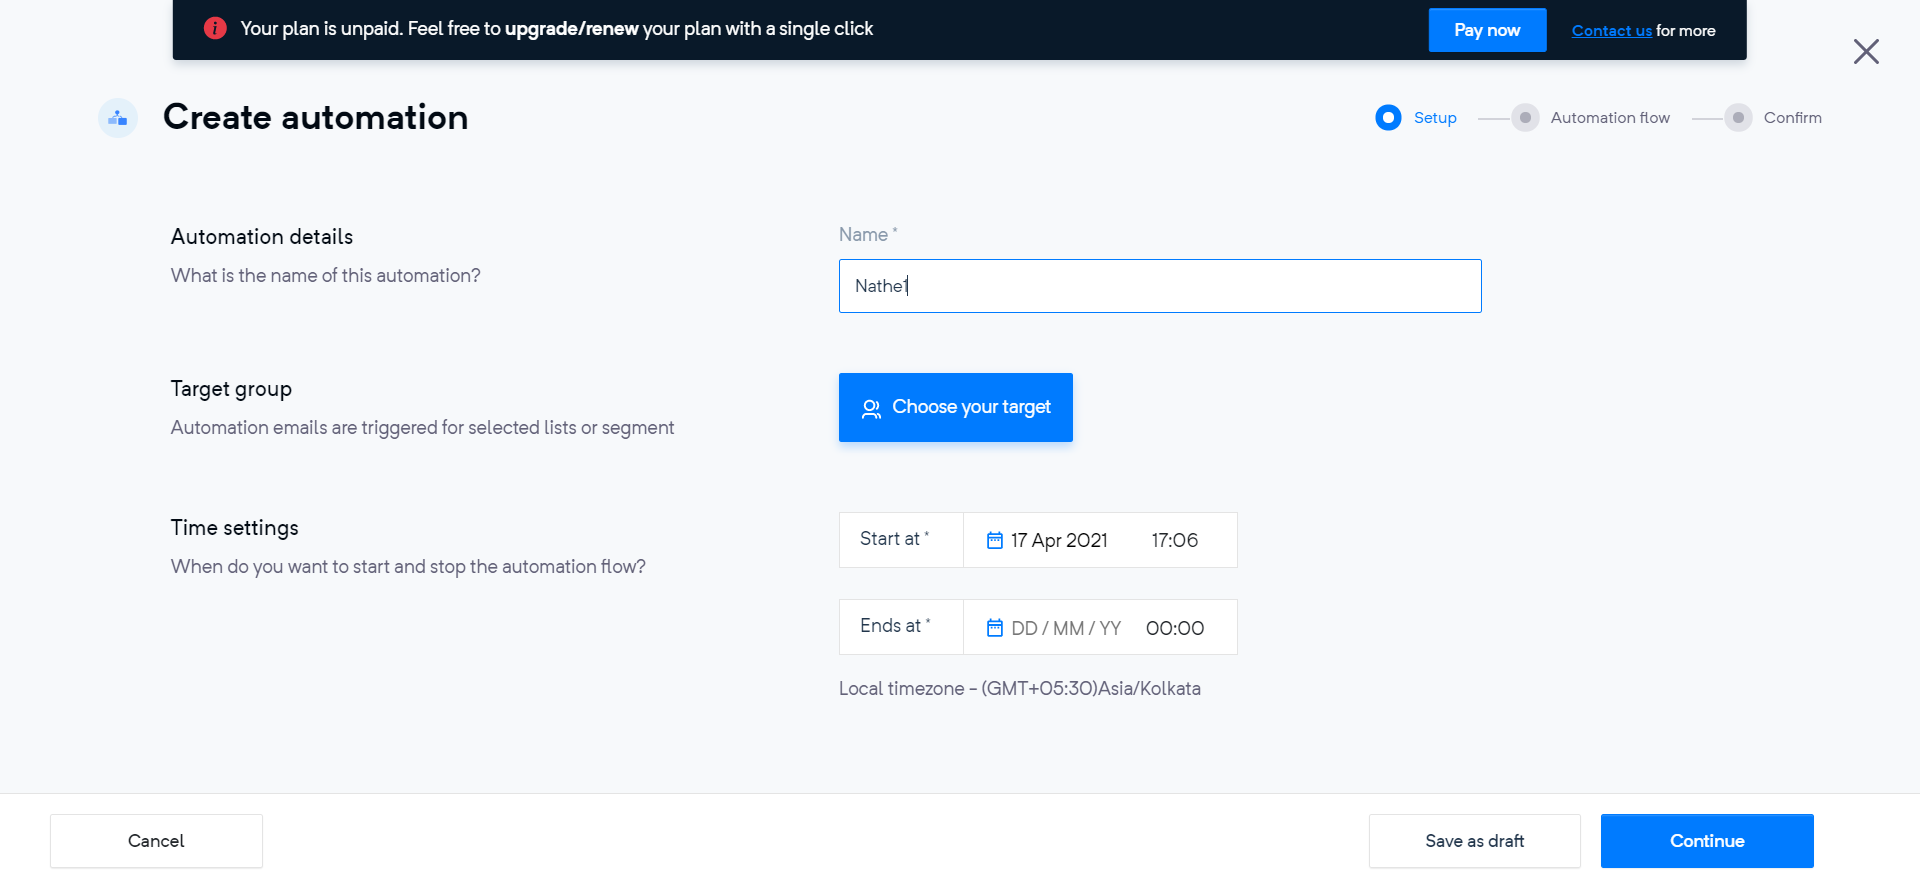 Your plan is unpaid. Feel free to upgrade/renew your plan with a single click
Pay now
Contact us for more
Create automation
Setup
Automation flow
Confirm
Automation details
What is the name of this automation?
Name *
Nathe1
Target group
Automation emails are triggered for selected lists or segment
Choose your target
Time settings
When do you want to start and stop the automation flow?
Start at *
17 Apr 2021
17:06
Ends at *
DD / MM / YY
00:00
Local timezone - (GMT+05:30)Asia/Kolkata
Cancel
Save as draft
Continue